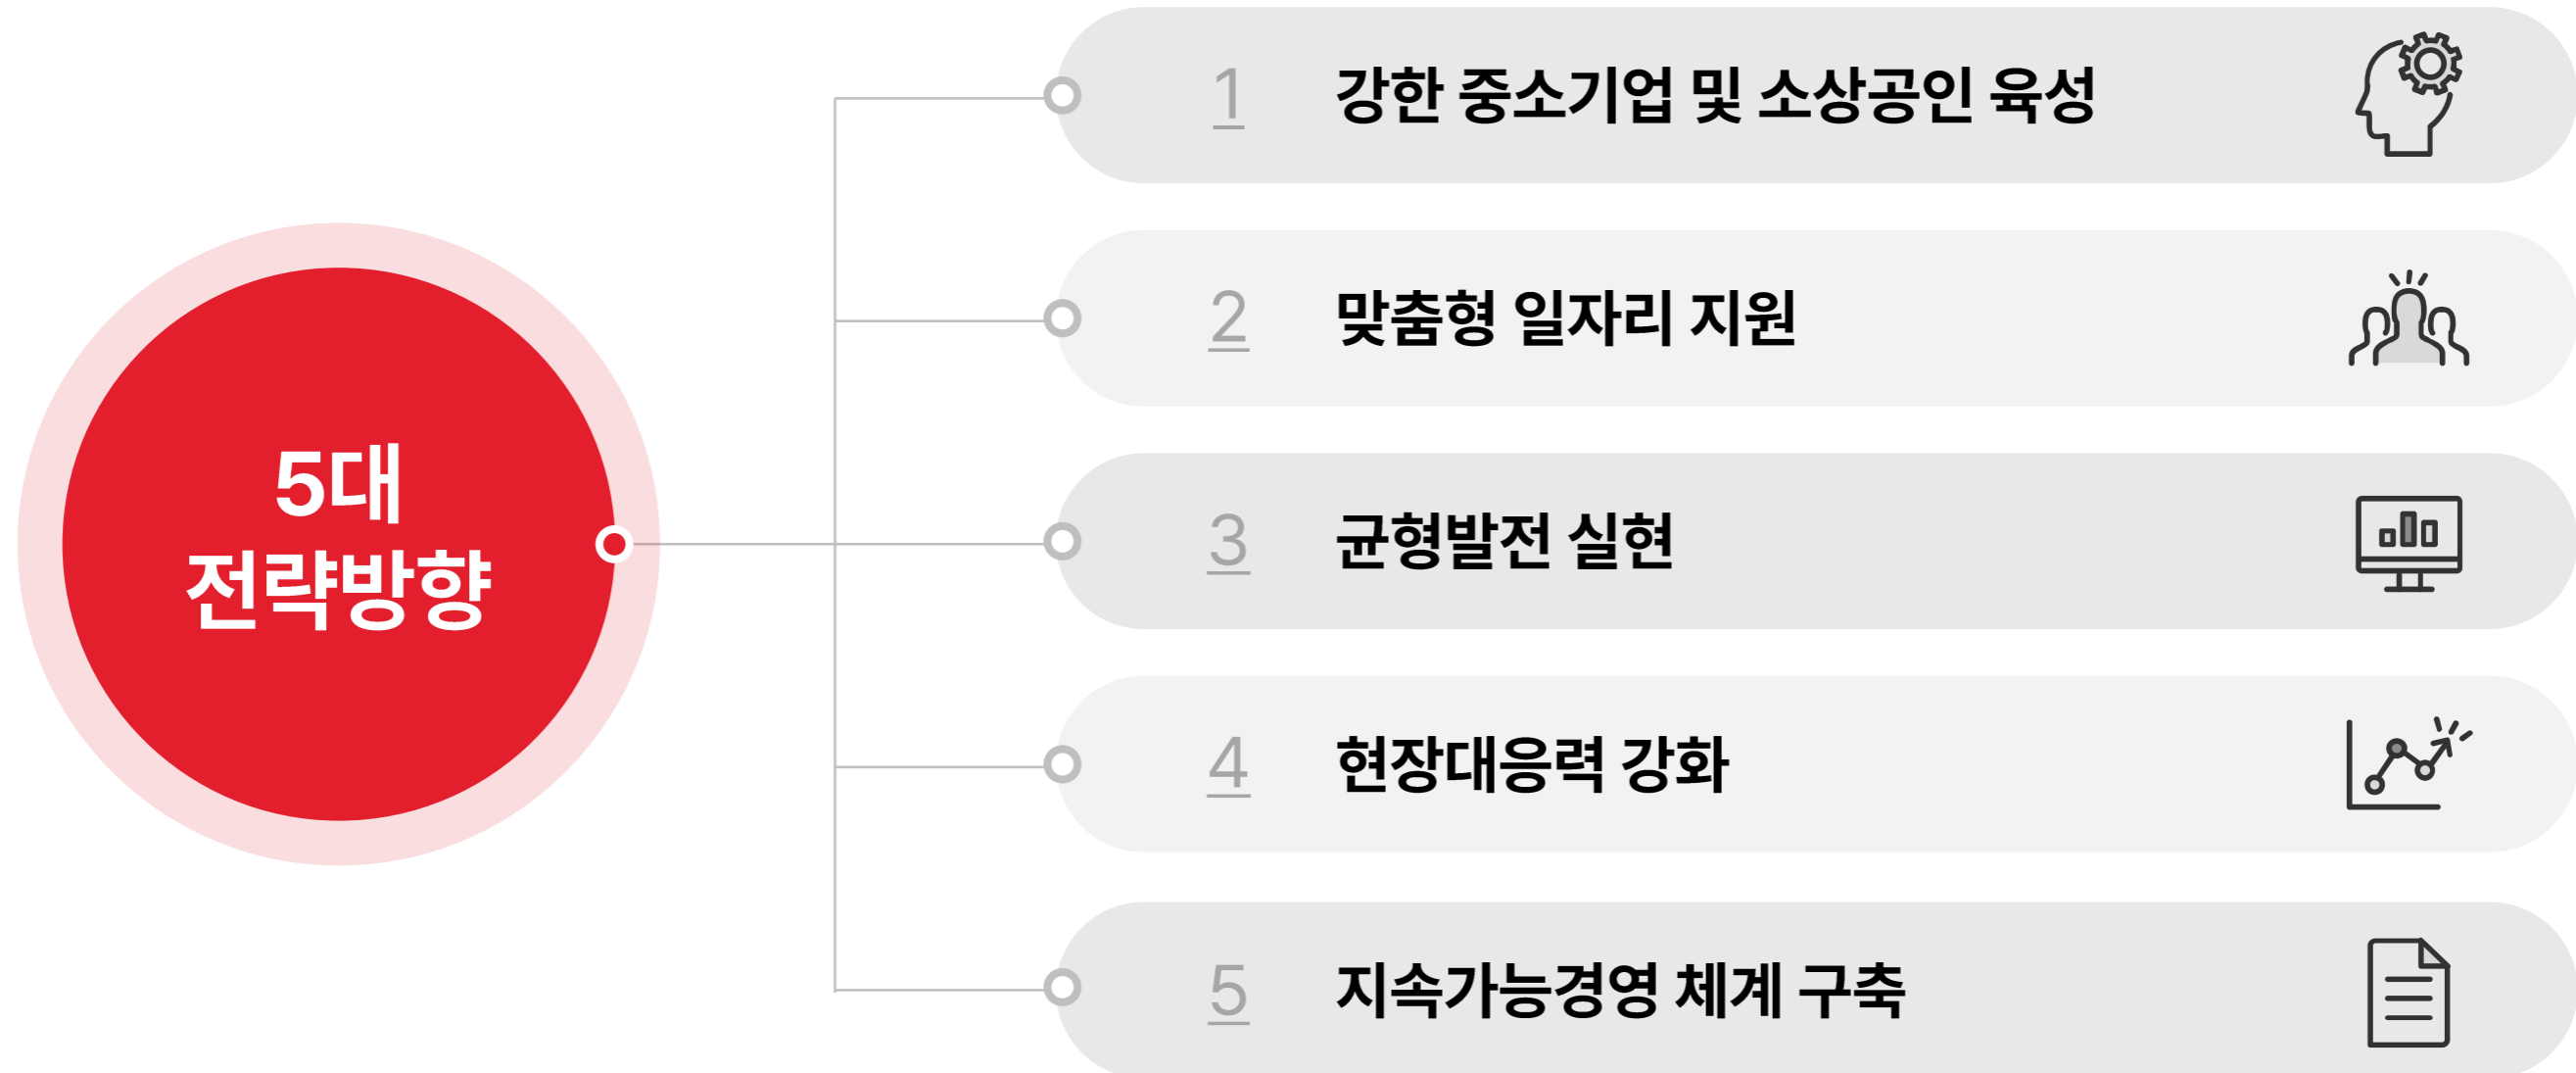 5대
전략방향
1 강한 중소기업 및 소상공인 육성
2 맞춤형 일자리 지원
3 균형발전 실현
4 현장대응력 강화
5 지속가능경영 체계 구축